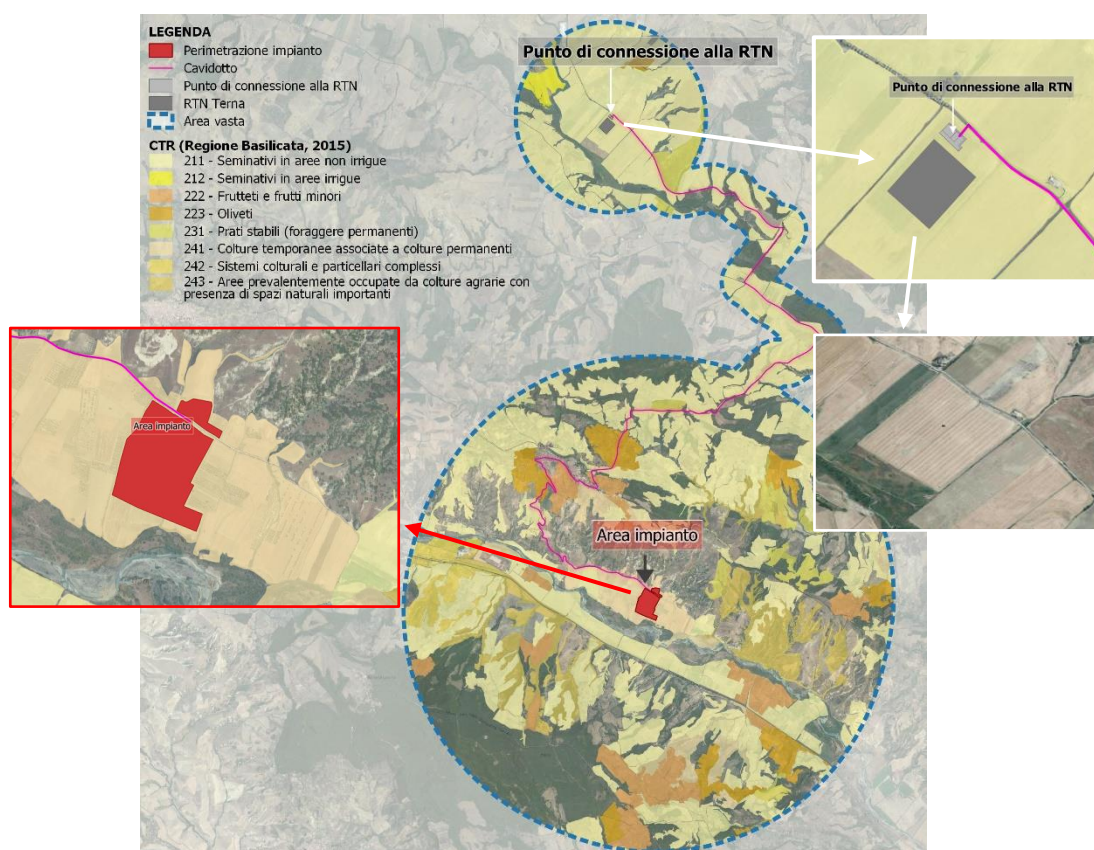 LEGENDA
Perimetrazione impianto
Cavidotto
Punto di connessione alla RTN
RTN Terna
Area vasta
CTR (Regione Basilicata, 2015)
211 - Seminativi in aree non irrigue
212 - Seminativi in aree irrigue
222 - Frutteti e frutti minori
223 - Oliveti
231 - Prati stabili (foraggere permanenti)
241 - Colture temporanee associate a colture permanenti
242 - Sistemi colturali e particellari complessi
243 - Aree prevalentemente occupate da colture agrarie con
presenza di spazi naturali importanti
Punto di connessione alla RTN
Punto di connessione alla RTN
Area impianto
Area impianto